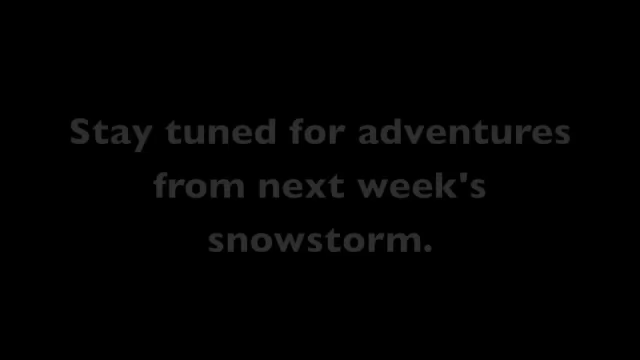 Stay tuned for adventures
from next week's
snowstorm.